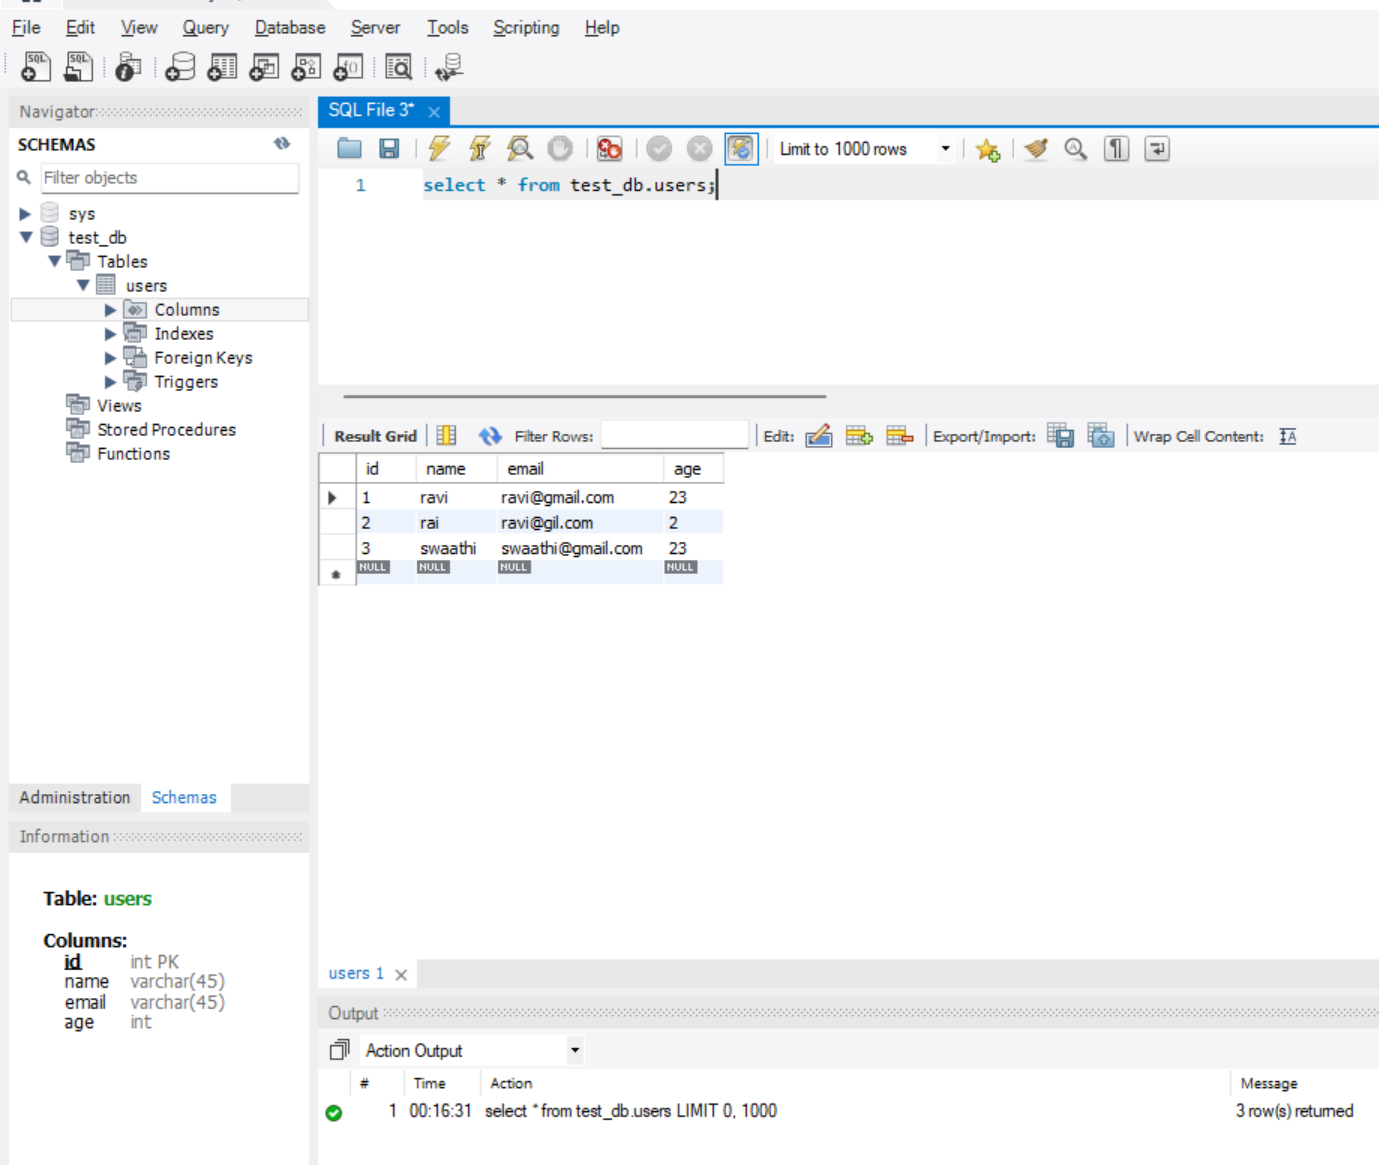 File Edit View Query Database Server Tools Scripting Help
Navigator
SCHEMAS
Filter objects
sys
test_db
Tables
users
Columns
Indexes
Foreign Keys
Triggers
Views
Stored Procedures
Functions
Administration Schemas
Information
Table: users
Columns:
id int PK
name varchar(45)
email varchar(45)
age int
SQL File 3*
Limit to 1000 rows
1 select * from test_db.users;
Result Grid Filter Rows: Edit: Export/Import: Wrap Cell Content:
id name email age
1 ravi ravi@gmail.com 23
2 rai ravi@gil.com 2
3 swaathi swaathi@gmail.com 23
NULL NULL NULL NULL
users 1
Output
Action Output
# Time Action Message
1 00:16:31 select * from test_db.users LIMIT 0, 1000 3 row(s) returned